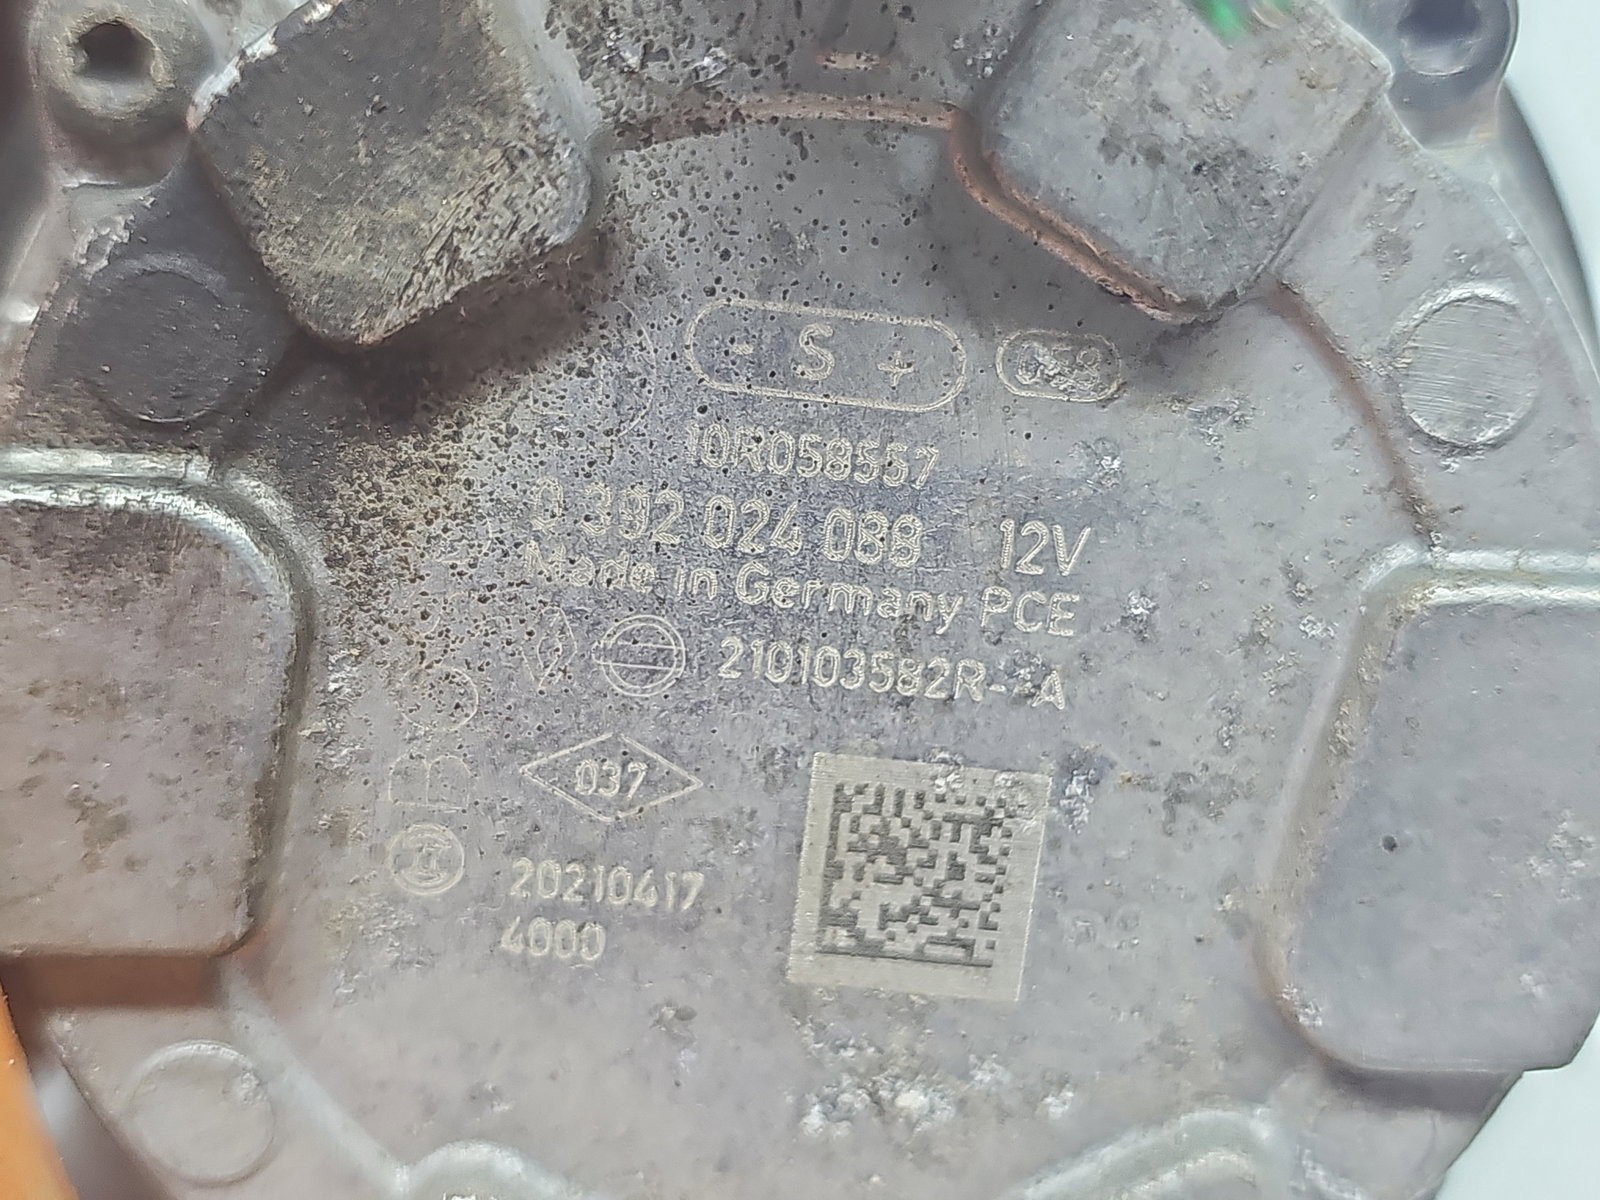 - S +
10R058557
0 392 024 088 12V
Made in Germany PCE
210103582R--A
037
20210417
4000